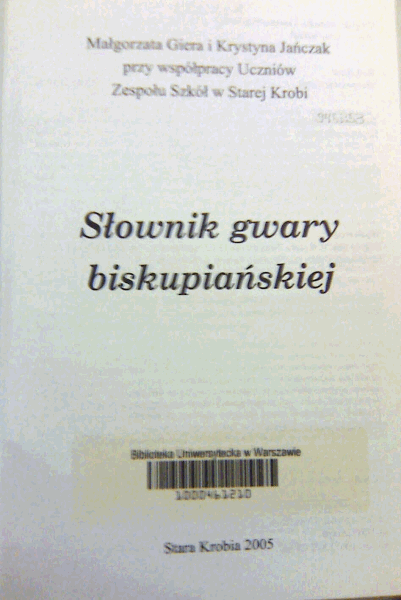 Małgorzata Giera i Krystyna Jańczak
przy współpracy Uczniów
Zespołu Szkół w Starej Krobi
Słownik gwary
biskupiańskiej
Biblioteka Uniwersytecka w Warszawie
1000461210
Stara Krobia 2005